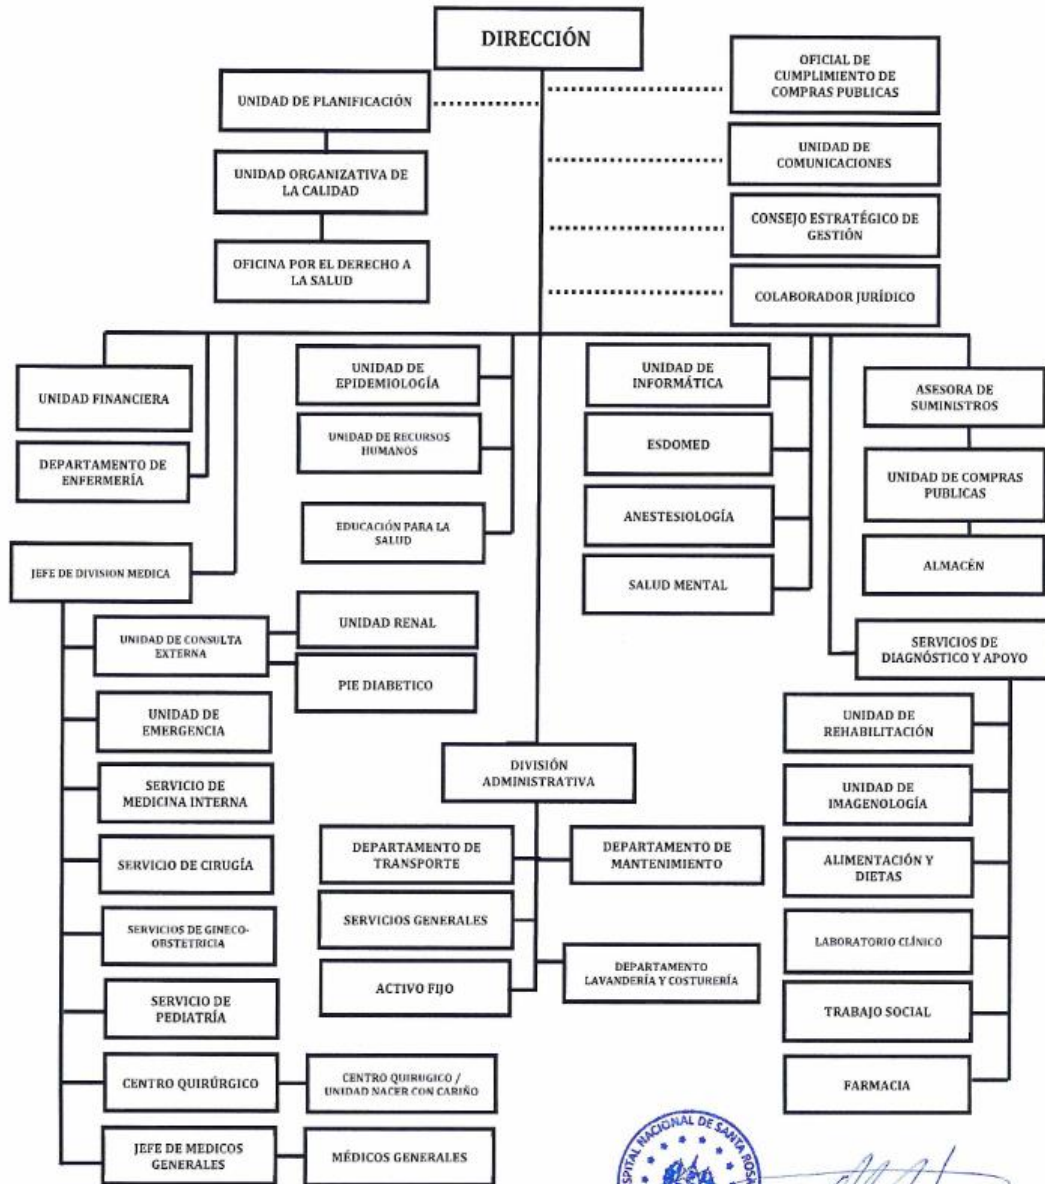 DIRECCIÓN
OFICIAL DE
CUMPLIMIENTO DE
COMPRAS PUBLICAS
UNIDAD DE PLANIFICACIÓN
UNIDAD DE
COMUNICACIONES
UNIDAD ORGANIZATIVA DE
LA CALIDAD
CONSEJO ESTRATÉGICO DE
GESTIÓN
OFICINA POR EL DERECHO A
LA SALUD
COLABORADOR JURÍDICO
UNIDAD FINANCIERA
DEPARTAMENTO DE
ENFERMERÍA
JEFE DE DIVISION MEDICA
UNIDAD DE
EPIDEMIOLOGÍA
UNIDAD DE RECURSOS
HUMANOS
EDUCACIÓN PARA LA
SALUD
UNIDAD DE
INFORMÁTICA
ESDOMED
ANESTESIOLOGÍA
SALUD MENTAL
ASESORA DE
SUMINISTROS
UNIDAD DE COMPRAS
PUBLICAS
ALMACÉN
UNIDAD DE CONSULTA
EXTERNA
UNIDAD RENAL
PIE DIABETICO
UNIDAD DE
EMERGENCIA
SERVICIO DE
MEDICINA INTERNA
SERVICIO DE CIRUGÍA
SERVICIOS DE GINECO-
OBSTETRICIA
SERVICIO DE
PEDIATRÍA
CENTRO QUIRÚRGICO
CENTRO QUIRUGICO /
UNIDAD NACER CON CARIÑO
JEFE DE MEDICOS
GENERALES
MÉDICOS GENERALES
DIVISIÓN
ADMINISTRATIVA
DEPARTAMENTO DE
TRANSPORTE
DEPARTAMENTO DE
MANTENIMIENTO
SERVICIOS GENERALES
ACTIVO FIJO
DEPARTAMENTO
LAVANDERÍA Y COSTURERÍA
SERVICIOS DE
DIAGNÓSTICO Y APOYO
UNIDAD DE
REHABILITACIÓN
UNIDAD DE
IMAGENOLOGÍA
ALIMENTACIÓN Y
DIETAS
LABORATORIO CLÍNICO
TRABAJO SOCIAL
FARMACIA
NACIONAL DE SANTA ROSA